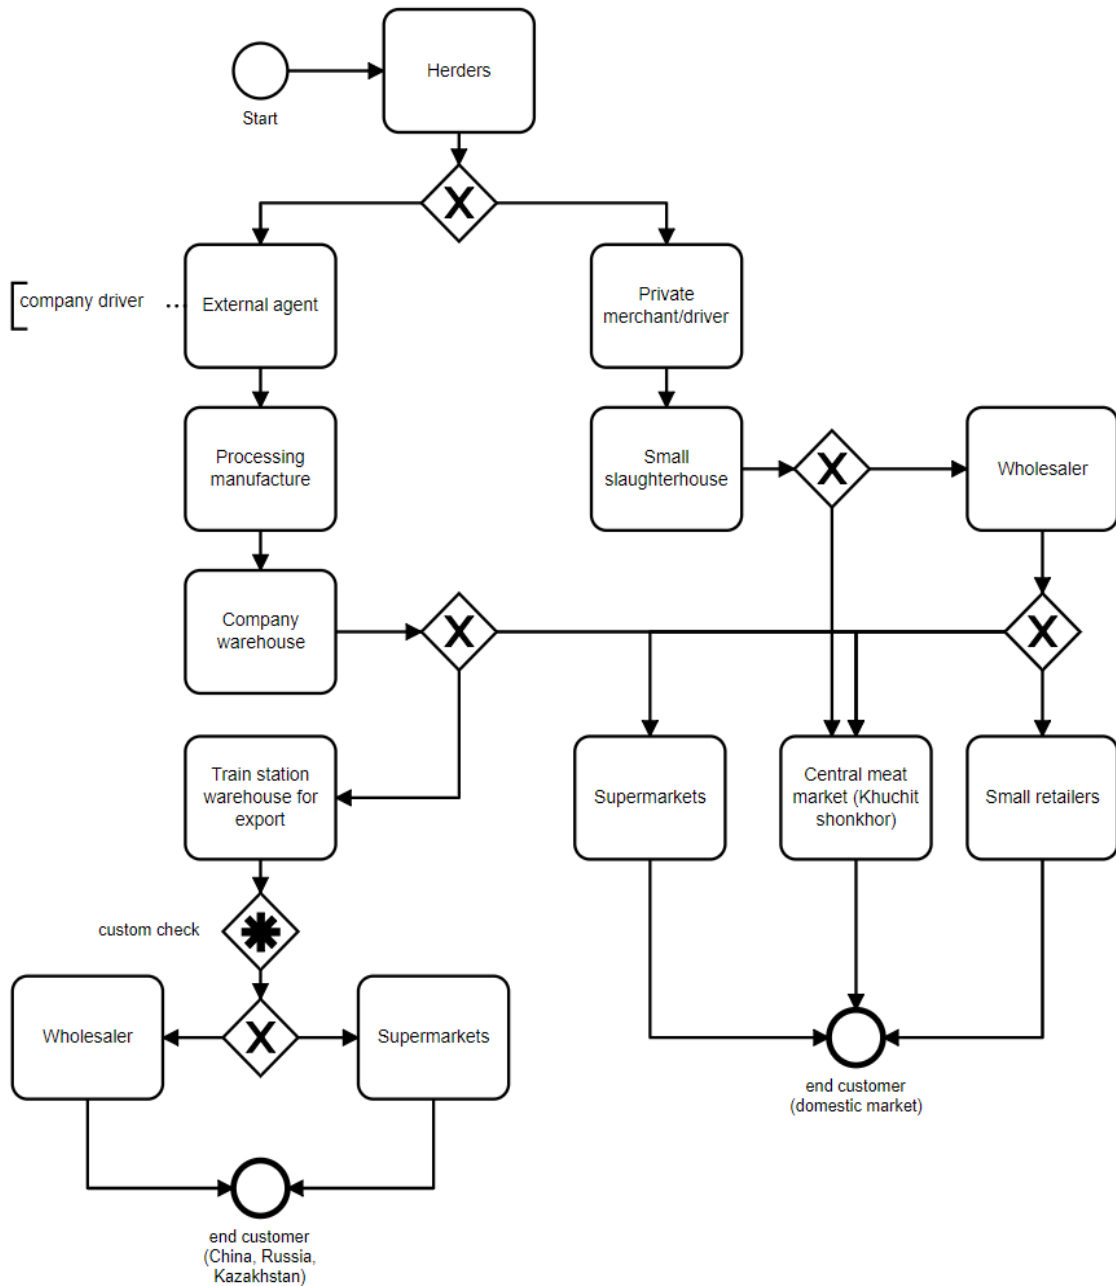 Herders
Start
company driver
External agent
Private
merchant/driver
Processing
manufacture
Small
slaughterhouse
Wholesaler
Company
warehouse
Train station
warehouse for
export
Supermarkets
Central meat
market (Khuchit
shonkhor)
Small retailers
custom check
Wholesaler
Supermarkets
end customer
(domestic market)
end customer
(China, Russia,
Kazakhstan)